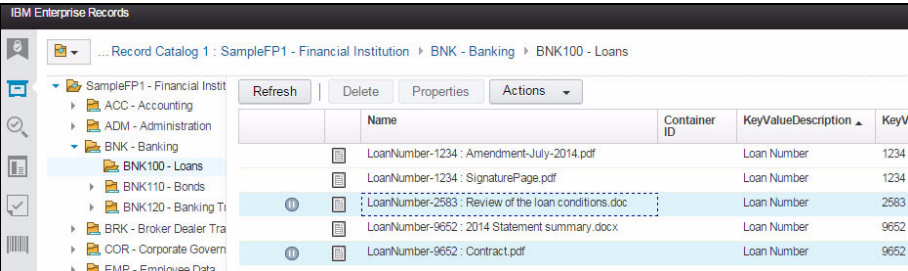 IBM Enterprise Records
... Record Catalog 1 : SampleFP1 - Financial Institution ▸ BNK - Banking ▸ BNK100 - Loans
SampleFP1 - Financial Instit
ACC - Accounting
ADM - Administration
BNK - Banking
BNK100 - Loans
BNK110 - Bonds
BNK120 - Banking Tr
BRK - Broker Dealer Tra
COR - Corporate Govern
EMP - Employee Data
Refresh Delete Properties Actions
Name Container ID KeyValueDescription KeyV
LoanNumber-1234 : Amendment-July-2014.pdf Loan Number 1234
LoanNumber-1234 : SignaturePage.pdf Loan Number 1234
LoanNumber-2583 : Review of the loan conditions.doc Loan Number 2583
LoanNumber-9652 : 2014 Statement summary.docx Loan Number 9652
LoanNumber-9652 : Contract.pdf Loan Number 9652